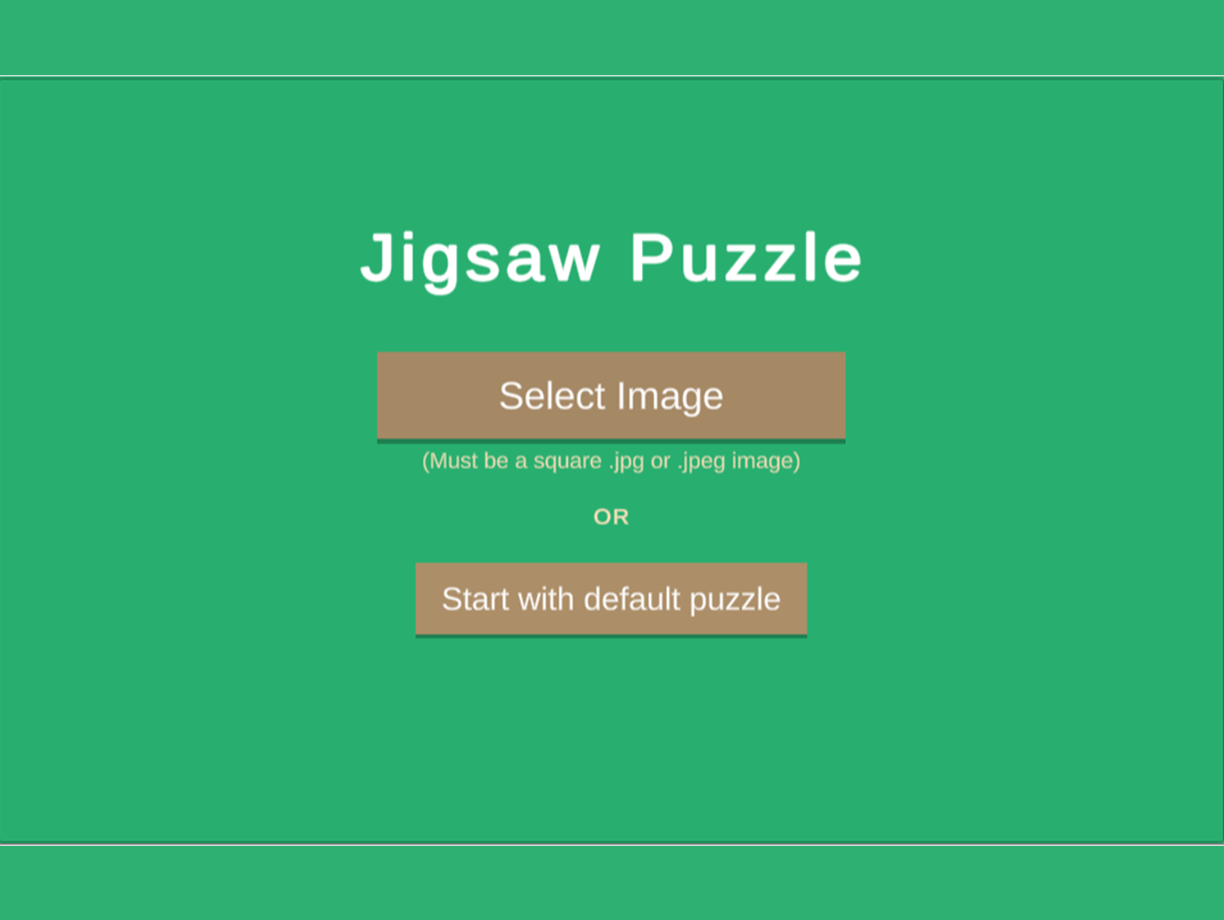 Jigsaw Puzzle
Select Image
(Must be a square .jpg or .jpeg image)
OR
Start with default puzzle